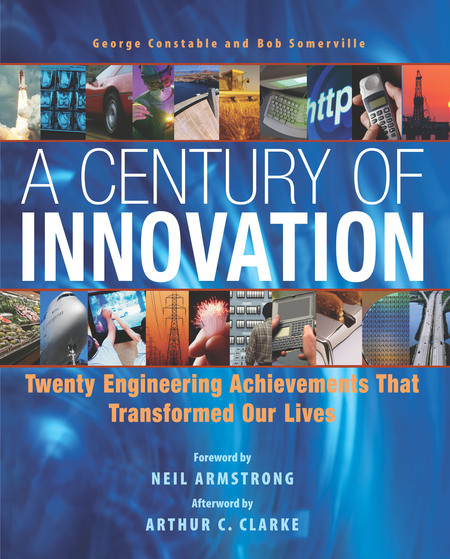 George Constable and Bob Somerville
http
A CENTURY OF
INNOVATION
Twenty Engineering Achievements That
Transformed Our Lives
Foreword by
NEIL ARMSTRONG
Afterword by
ARTHUR C. CLARKE